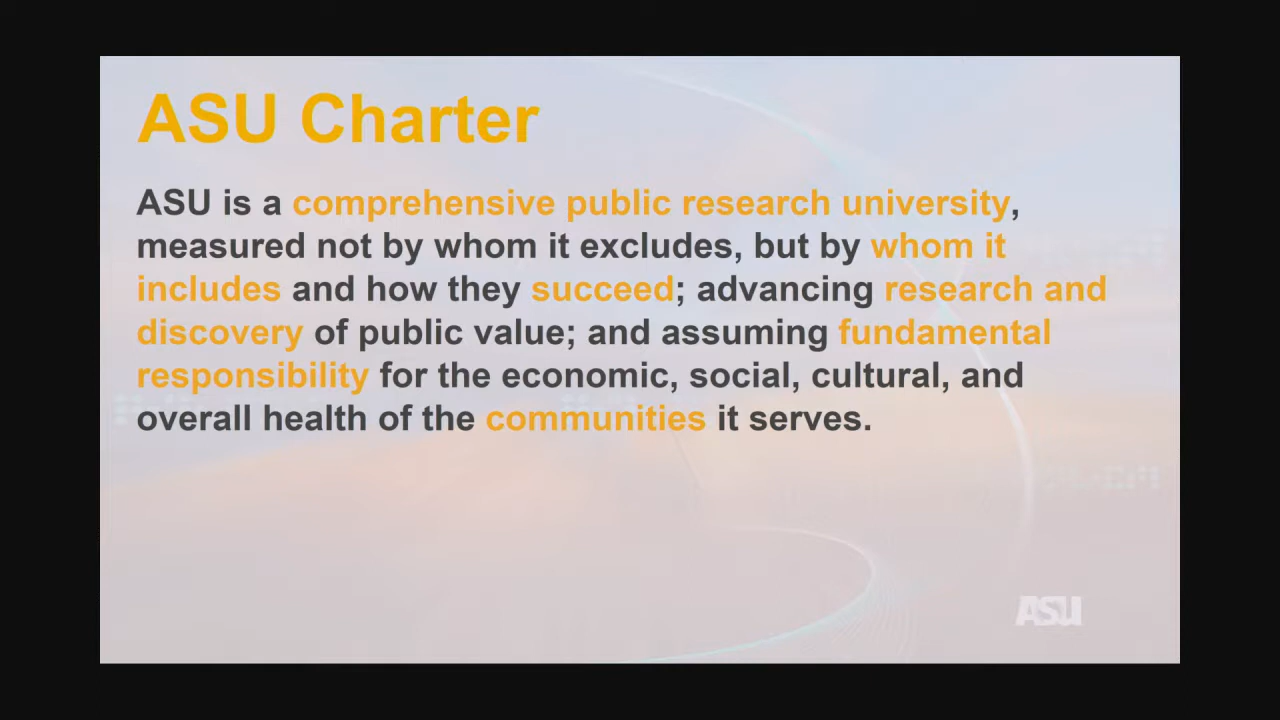 ASU Charter
ASU is a comprehensive public research university,
measured not by whom it excludes, but by whom it
includes and how they succeed; advancing research and
discovery of public value; and assuming fundamental
responsibility for the economic, social, cultural, and
overall health of the communities it serves.
ASU